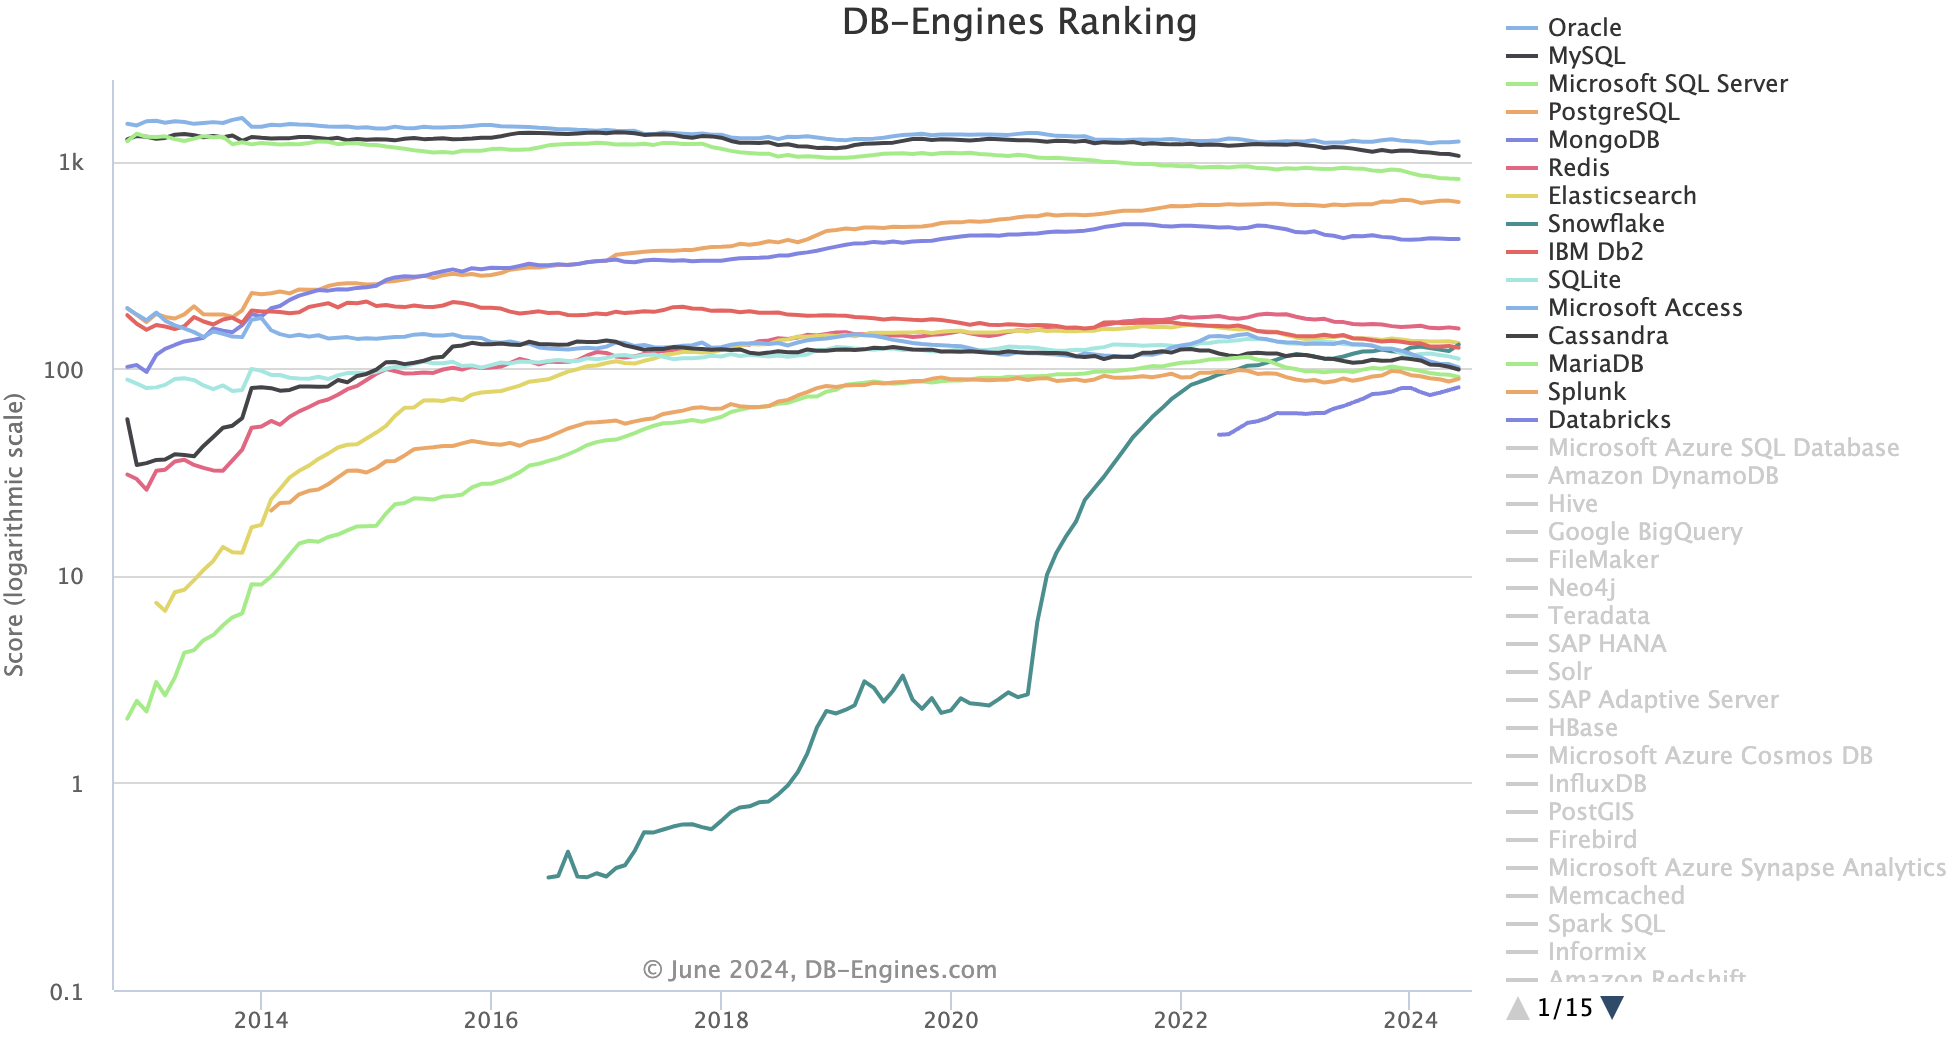 DB-Engines Ranking
Score (logarithmic scale)
1k
100
10
1
0.1
2014
2016
2018
2020
2022
2024
© June 2024, DB-Engines.com
Oracle
MySQL
Microsoft SQL Server
PostgreSQL
MongoDB
Redis
Elasticsearch
Snowflake
IBM Db2
SQLite
Microsoft Access
Cassandra
MariaDB
Splunk
Databricks
Microsoft Azure SQL Database
Amazon DynamoDB
Hive
Google BigQuery
FileMaker
Neo4j
Teradata
SAP HANA
Solr
SAP Adaptive Server
HBase
Microsoft Azure Cosmos DB
InfluxDB
PostGIS
Firebird
Microsoft Azure Synapse Analytics
Memcached
Spark SQL
Informix
Amazon Redshift
1/15